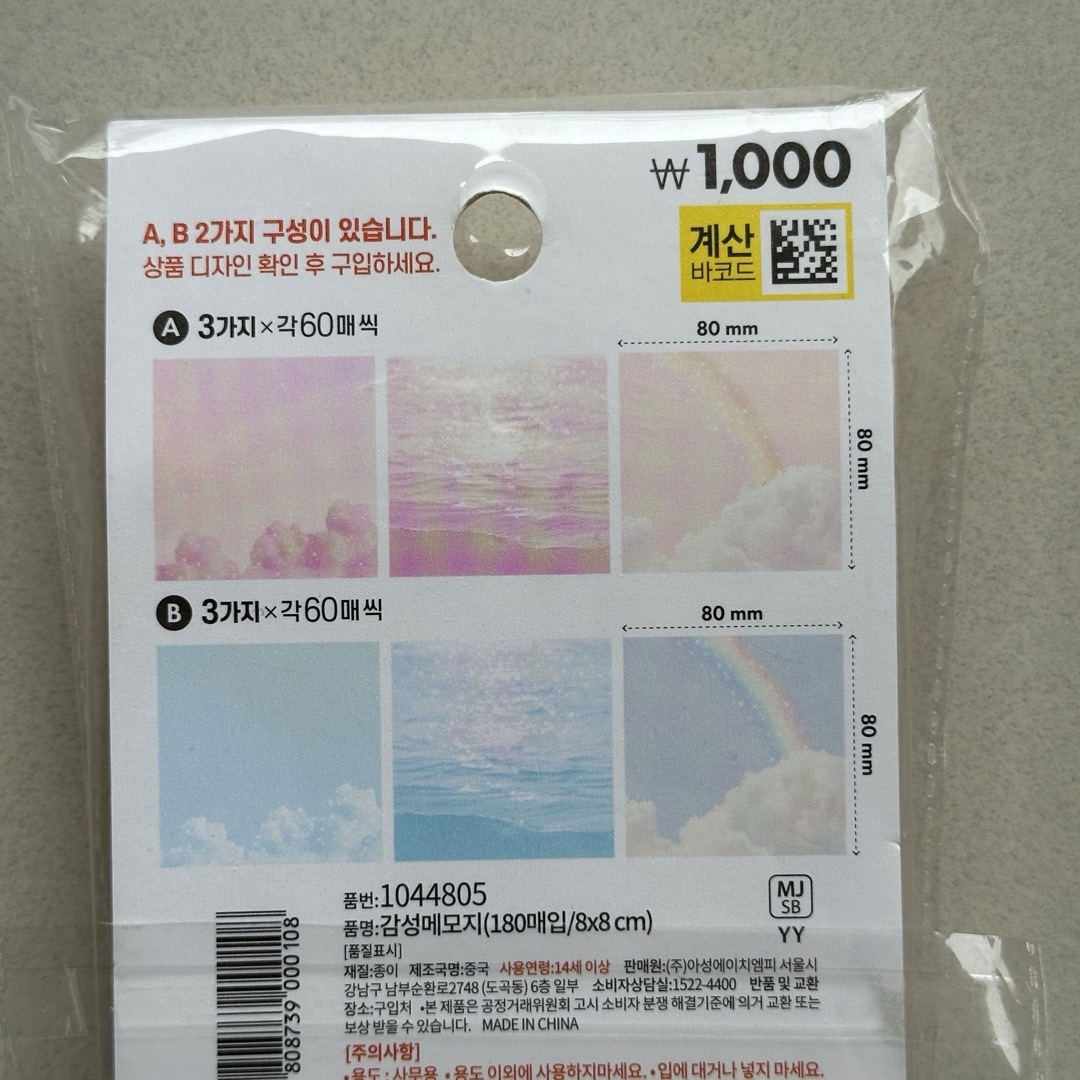 ₩1,000
A, B 2가지 구성이 있습니다.
상품 디자인 확인 후 구입하세요.
계산
바코드
A 3가지×각60매씩
80 mm
80 mm
B 3가지×각60매씩
80 mm
80 mm
품번:1044805
품명:감성메모지(180매입/8x8 cm)
MJ
SB
YY
[품질표시]
재질:종이 제조국명:중국 사용연령:14세 이상 판매원:(주)아성에이치엠피 서울시
강남구 남부순환로2748 (도곡동) 6층 일부 소비자상담실:1522-4400 반품 및 교환
장소:구입처 •본 제품은 공정거래위원회 고시 소비자 분쟁 해결기준에 의거 교환 또는
보상 받을 수 있습니다. MADE IN CHINA
[주의사항]
•용도 : 사무용 •용도 이외에 사용하지마세요. •입에 대거나 넣지 마세요.
808739 000108